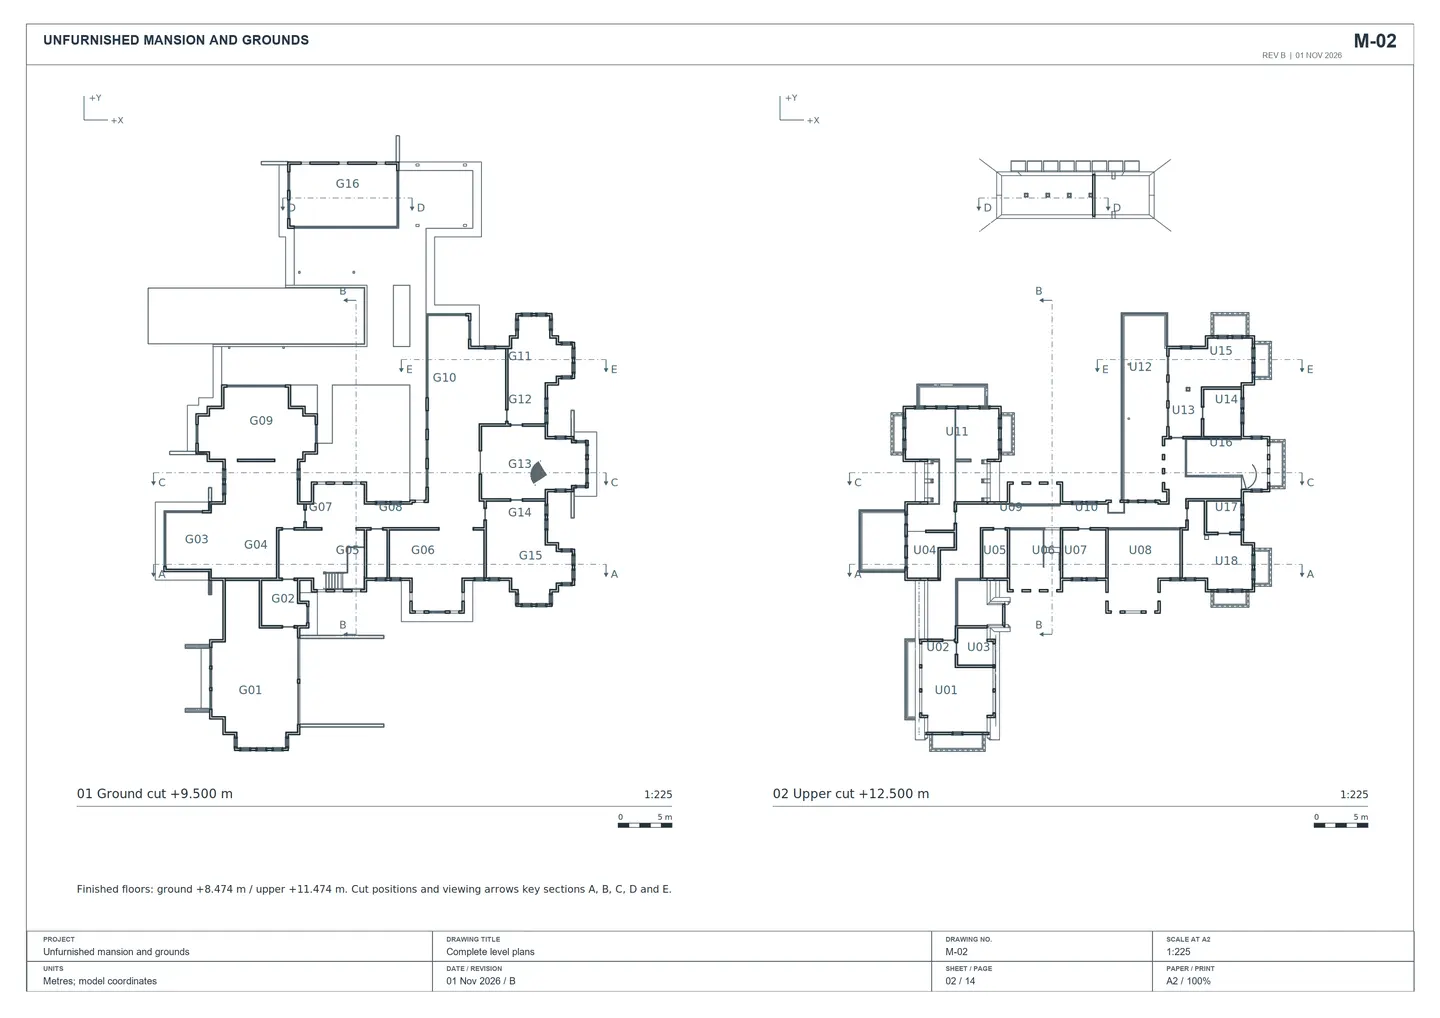 UNFURNISHED MANSION AND GROUNDS
M-02
REV B | 01 NOV 2026
+Y
+X
+Y
+X
G16
D
D
D
D
B
B
G11
U15
E
E
E
E
G10
U12
G12
U14
U13
G09
U11
U16
G13
C
C
C
C
G07
G08
G14
U09
U10
U17
G03
G04
G05
G06
G15
U04
U05
U06
U07
U08
U18
A
A
A
A
G02
B
B
U02
U03
G01
U01
01 Ground cut +9.500 m
1:225
02 Upper cut +12.500 m
1:225
0 5 m
0 5 m
Finished floors: ground +8.474 m / upper +11.474 m. Cut positions and viewing arrows key sections A, B, C, D and E.
PROJECT
Unfurnished mansion and grounds
DRAWING TITLE
Complete level plans
DRAWING NO.
M-02
SCALE AT A2
1:225
UNITS
Metres; model coordinates
DATE / REVISION
01 Nov 2026 / B
SHEET / PAGE
02 / 14
PAPER / PRINT
A2 / 100%